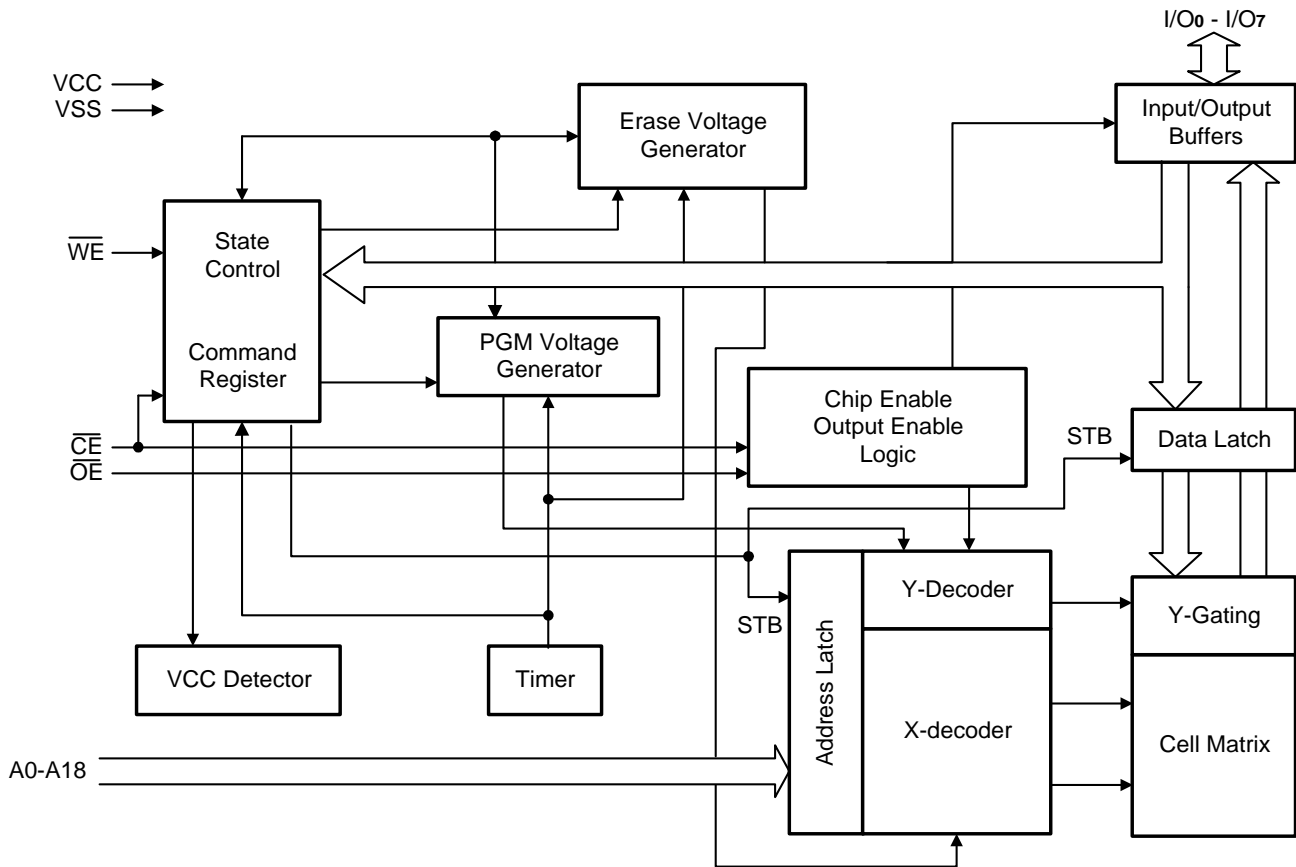 I/O0 - I/O7
VCC
VSS
Erase Voltage
Generator
Input/Output
Buffers
WE
State
Control
PGM Voltage
Generator
Command
Register
Chip Enable
Output Enable
Logic
CE
OE
STB
Data Latch
Y-Decoder
Y-Gating
STB
VCC Detector
Timer
Address Latch
X-decoder
Cell Matrix
A0-A18